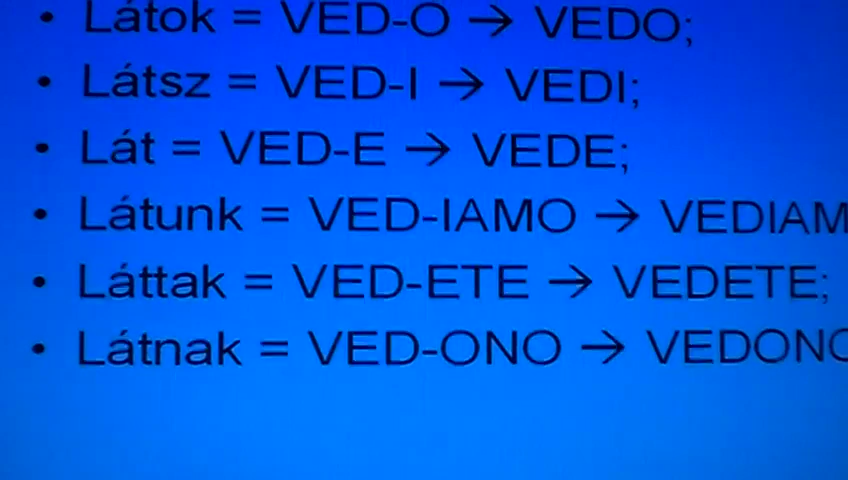 • Látok = VED-O → VEDO;
• Látsz = VED-I → VEDI;
• Lát = VED-E → VEDE;
• Látunk = VED-IAMO → VEDIAM
• Láttak = VED-ETE → VEDETE;
• Látnak = VED-ONO → VEDONO